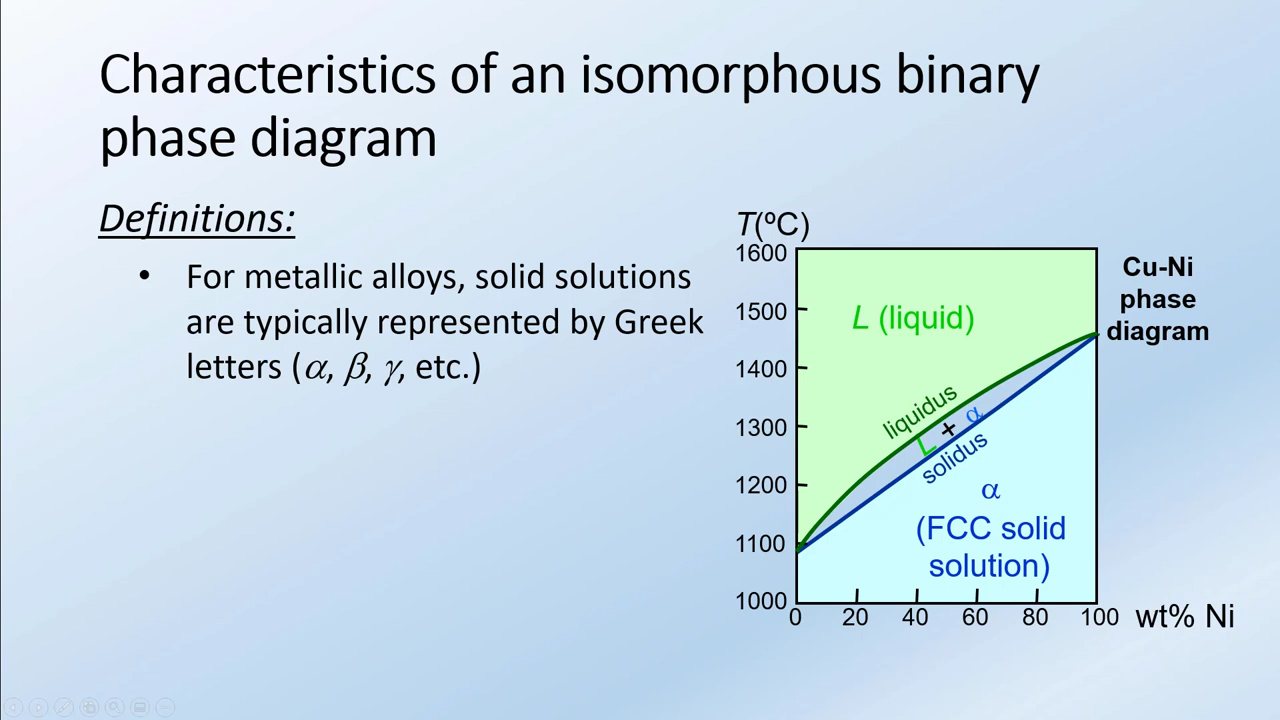 Characteristics of an isomorphous binary
phase diagram
Definitions:
• For metallic alloys, solid solutions
are typically represented by Greek
letters (α, β, γ, etc.)
T(ºC)
1600
1500
1400
1300
1200
1100
1000
0 20 40 60 80 100 wt% Ni
L (liquid)
liquidus
L + α
solidus
α
(FCC solid
solution)
Cu-Ni
phase
diagram